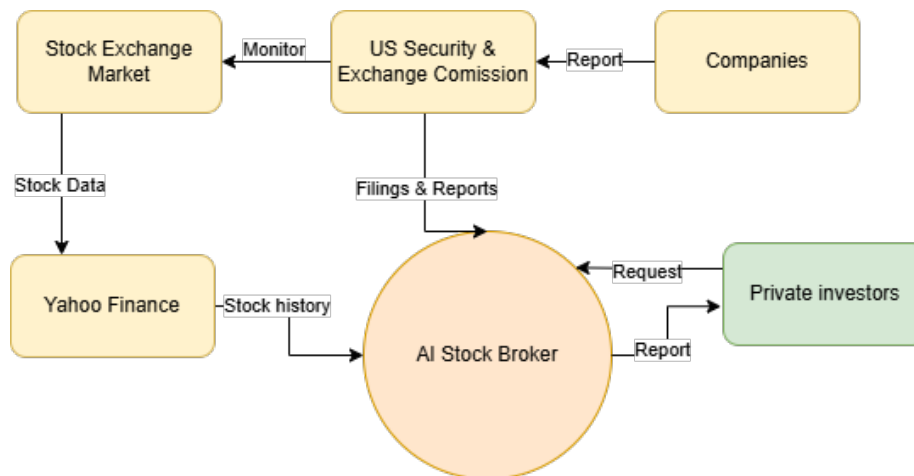 Stock Exchange
Market
Monitor
US Security &
Exchange Comission
Report
Companies
Stock Data
Filings & Reports
Yahoo Finance
Stock history
AI Stock Broker
Request
Private investors
Report